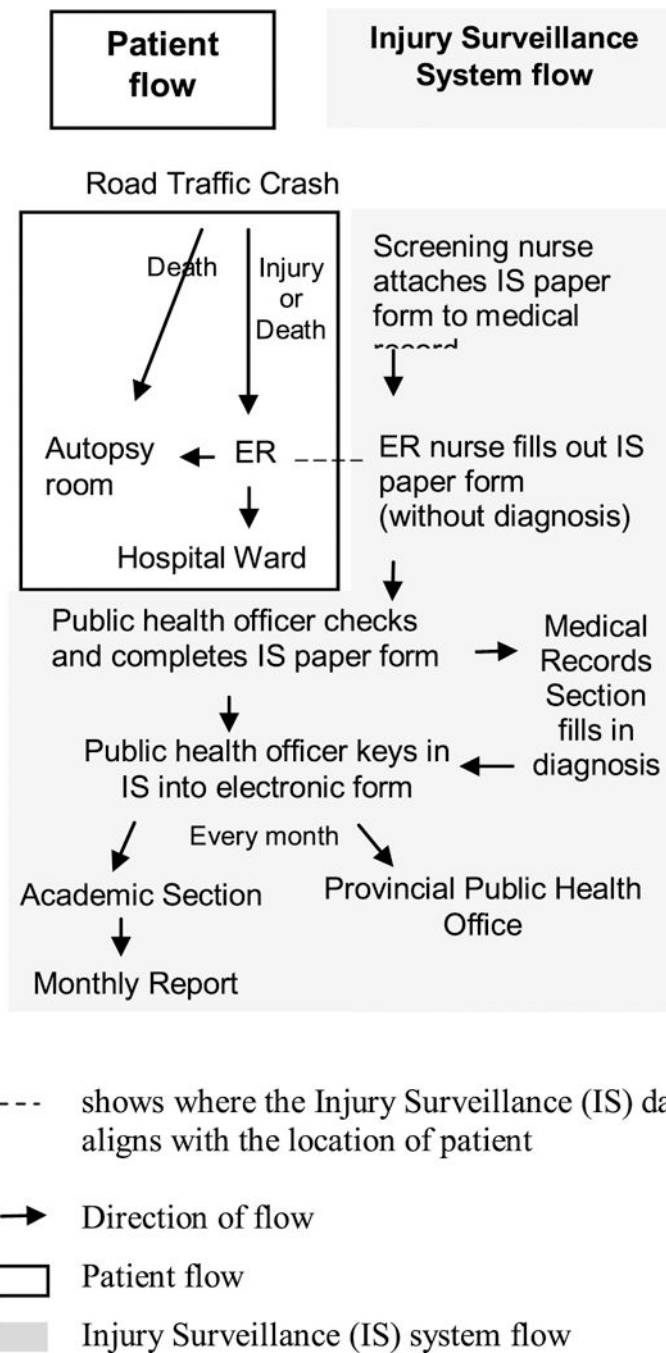 Patient
flow
Injury Surveillance
System flow
Road Traffic Crash
Death
Injury
or
Death
Autopsy
room
ER
Hospital Ward
Screening nurse
attaches IS paper
form to medical
record
ER nurse fills out IS
paper form
(without diagnosis)
Public health officer checks
and completes IS paper form
Medical
Records
Section
fills in
diagnosis
Public health officer keys in
IS into electronic form
Every month
Academic Section
Provincial Public Health
Office
Monthly Report
shows where the Injury Surveillance (IS) da
aligns with the location of patient
Direction of flow
Patient flow
Injury Surveillance (IS) system flow